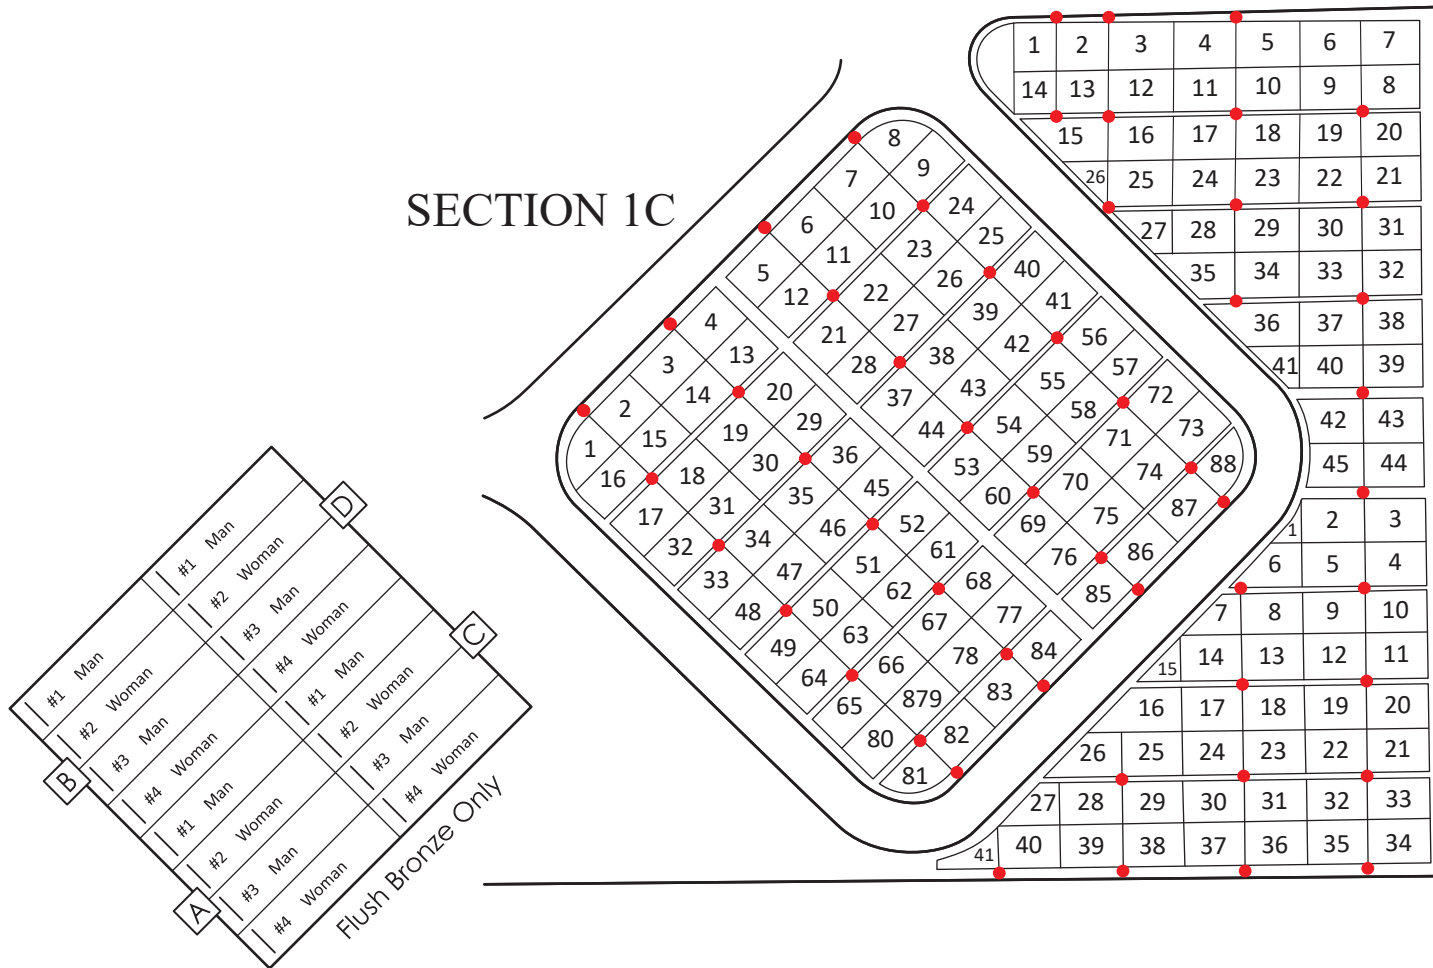 SECTION 1C
1 2 3 4 5 6 7
14 13 12 11 10 9 8
15 16 17 18 19 20
26 25 24 23 22 21
27 28 29 30 31
35 34 33 32
36 37 38
41 40 39
42 43
45 44
1 2 3
6 5 4
7 8 9 10
15 14 13 12 11
16 17 18 19 20
26 25 24 23 22 21
27 28 29 30 31 32 33
41 40 39 38 37 36 35 34
5 6 7 8
12 11 10 9
21 22 23 24
28 27 26 25
37 38 39 40
44 43 42 41
53 54 55 56
60 59 58 57
69 70 71 72
76 75 74 73
85 86 87 88
1 2 3 4
16 15 14 13
17 18 19 20
32 31 30 29
33 34 35 36
48 47 46 45
49 50 51 52
64 63 62 61
65 66 67 68
80 879 78 77
81 82 83 84
#1 Man #1 Man
#2 Woman #2 Woman
#3 Man #3 Man
#4 Woman #4 Woman
#1 Man #1 Man
#2 Woman #2 Woman
#3 Man #3 Man
#4 Woman #4 Woman
D
C
B
A
Flush Bronze Only